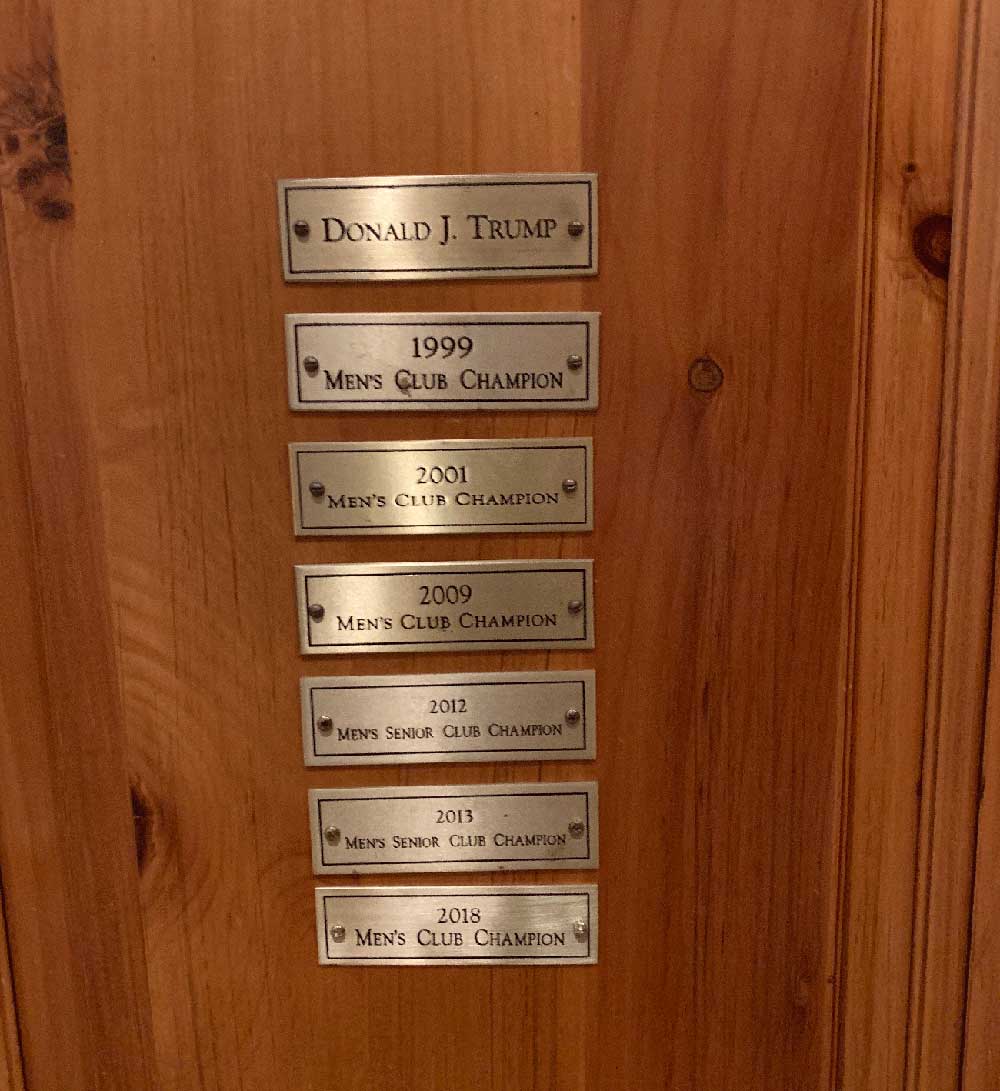 Donald J. Trump
1999
Men's Club Champion
2001
Men's Club Champion
2009
Men's Club Champion
2012
Men's Senior Club Champion
2013
Men's Senior Club Champion
2018
Men's Club Champion